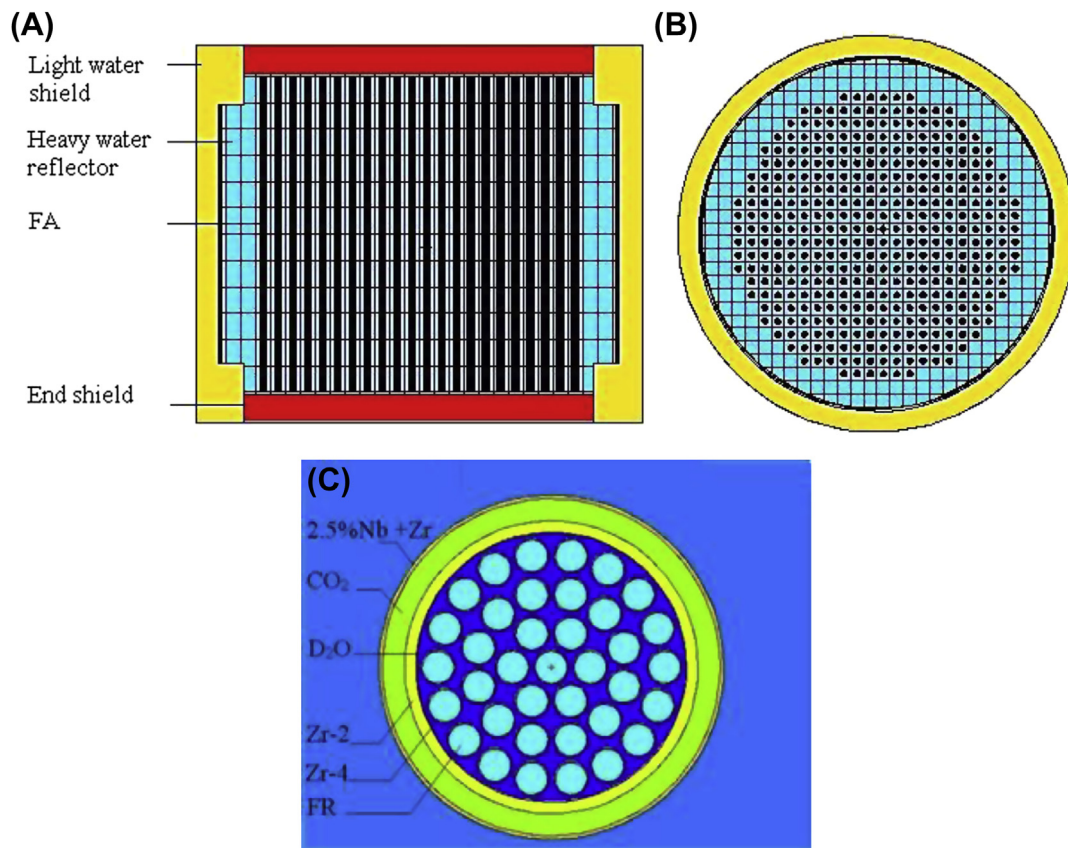 (A)
Light water
shield
Heavy water
reflector
FA
End shield
(B)
(C)
2.5%Nb +Zr
CO₂
D₂O
Zr-2
Zr-4
FR